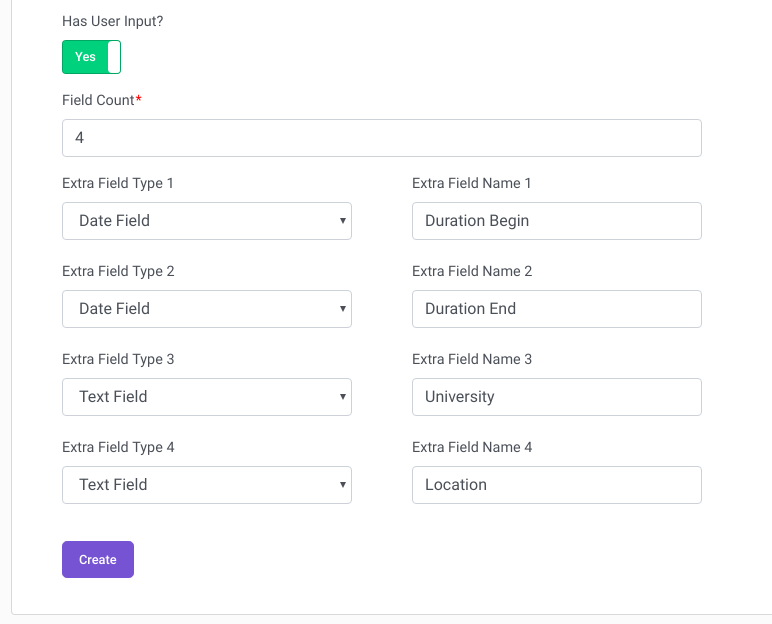 Has User Input?
Yes
Field Count*
4
Extra Field Type 1
Extra Field Name 1
Date Field
Duration Begin
Extra Field Type 2
Extra Field Name 2
Date Field
Duration End
Extra Field Type 3
Extra Field Name 3
Text Field
University
Extra Field Type 4
Extra Field Name 4
Text Field
Location
Create